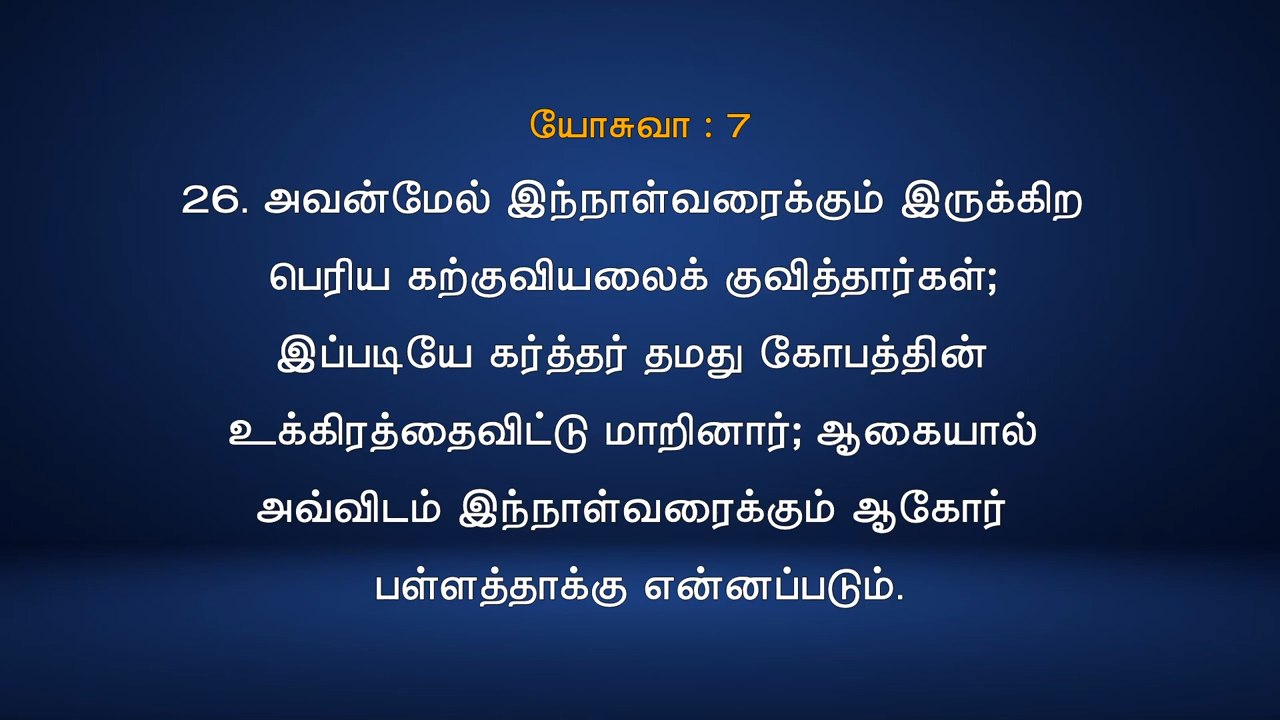 யோசுவா : 7
26. அவன்மேல் இந்நாள்வரைக்கும் இருக்கிற
பெரிய கற்குவியலைக் குவித்தார்கள்;
இப்படியே கர்த்தர் தமது கோபத்தின்
உக்கிரத்தைவிட்டு மாறினார்; ஆகையால்
அவ்விடம் இந்நாள்வரைக்கும் ஆகோர்
பள்ளத்தாக்கு என்னப்படும்.